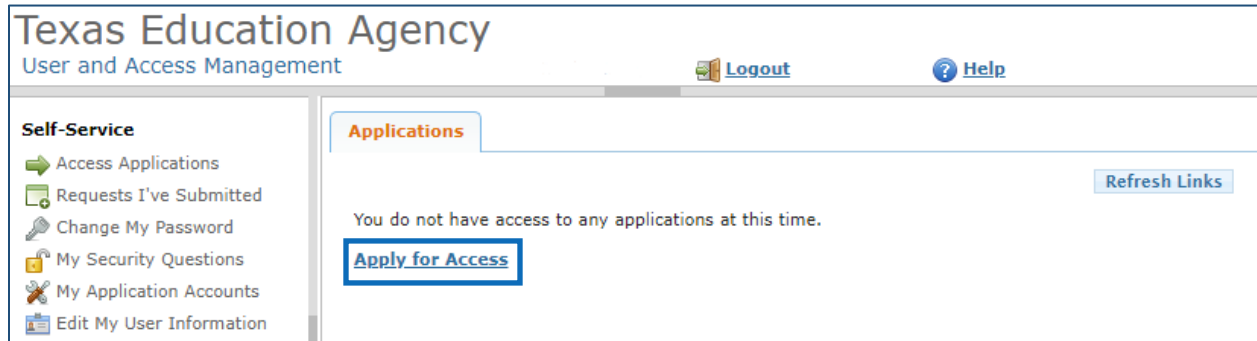 Texas Education Agency
User and Access Management
Logout
Help
Self-Service
Access Applications
Requests I've Submitted
Change My Password
My Security Questions
My Application Accounts
Edit My User Information
Applications
Refresh Links
You do not have access to any applications at this time.
Apply for Access